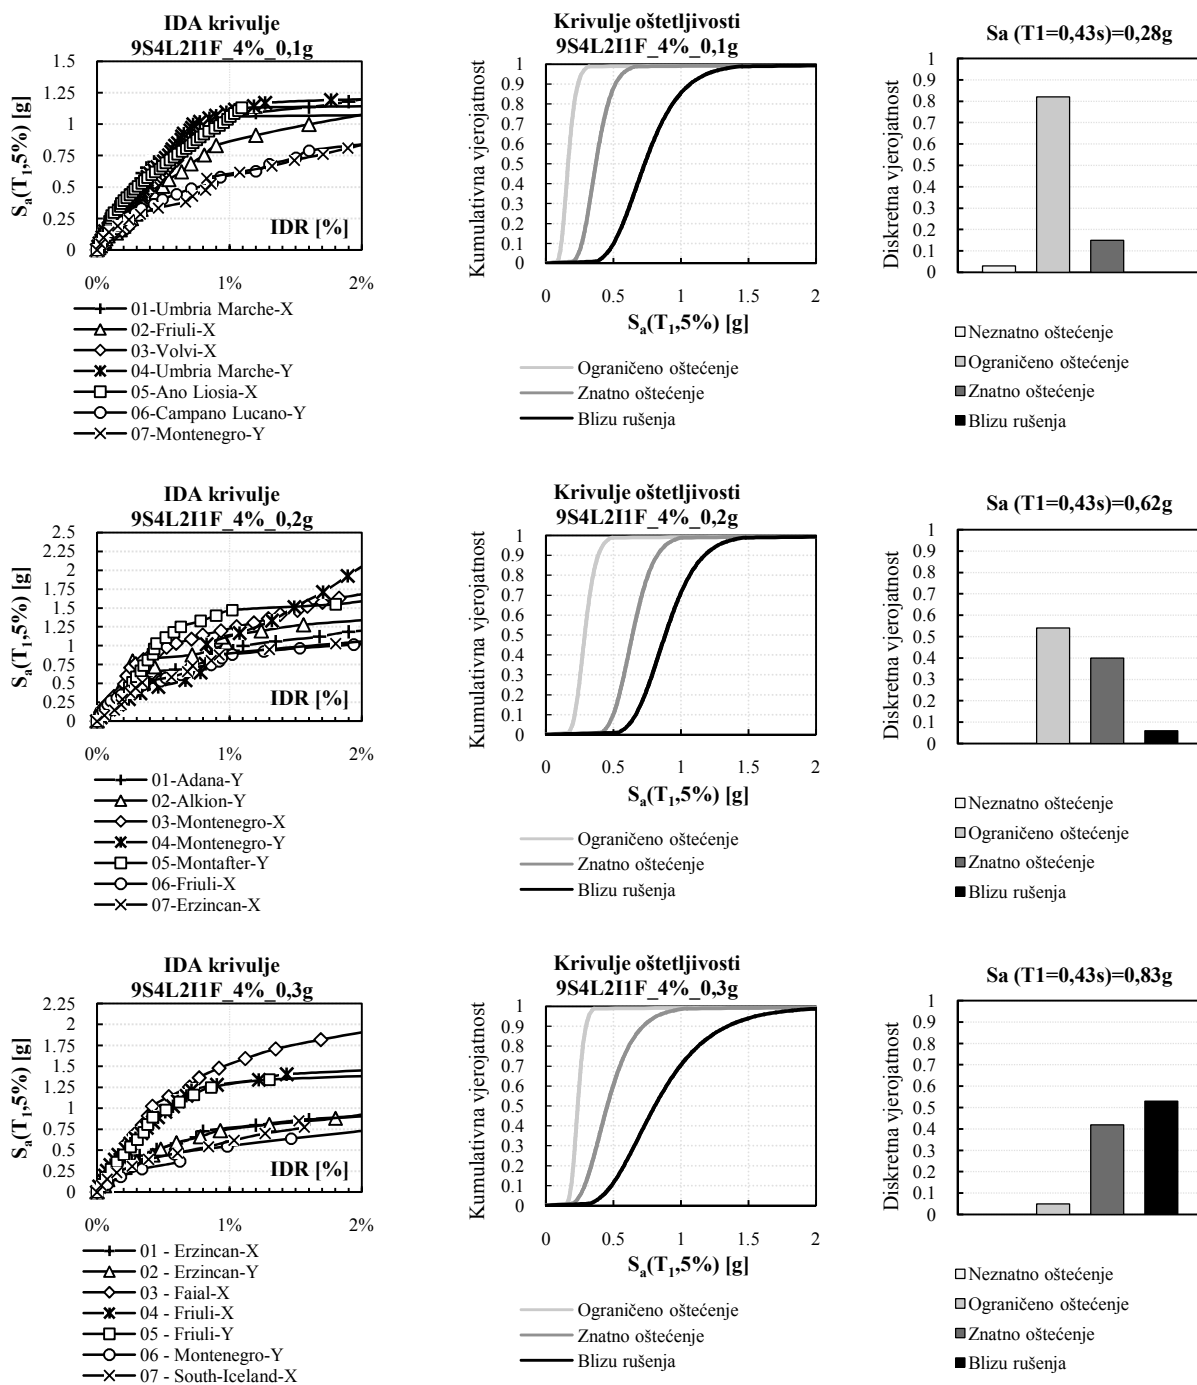 IDA krivulje
9S4L2I1F_4%_0,1g
Sa(T1,5%) [g]
1.5
1.25
1
0.75
0.5
0.25
0
IDR [%]
0%
1%
2%
01-Umbria Marche-X
02-Friuli-X
03-Volvi-X
04-Umbria Marche-Y
05-Ano Liosia-X
06-Campano Lucano-Y
07-Montenegro-Y
Krivulje oštetljivosti
9S4L2I1F_4%_0,1g
Kumulativna vjerojatnost
1
0.9
0.8
0.7
0.6
0.5
0.4
0.3
0.2
0.1
0
0
0.5
1
1.5
2
Sa(T1,5%) [g]
Ograničeno oštećenje
Znatno oštećenje
Blizu rušenja
Sa (T1=0,43s)=0,28g
Diskretna vjerojatnost
1
0.9
0.8
0.7
0.6
0.5
0.4
0.3
0.2
0.1
0
Neznatno oštećenje
Ograničeno oštećenje
Znatno oštećenje
Blizu rušenja
IDA krivulje
9S4L2I1F_4%_0,2g
Sa(T1,5%) [g]
2.5
2.25
2
1.75
1.5
1.25
1
0.75
0.5
0.25
0
IDR [%]
0%
1%
2%
01-Adana-Y
02-Alkion-Y
03-Montenegro-X
04-Montenegro-Y
05-Montafter-Y
06-Friuli-X
07-Erzincan-X
Krivulje oštetljivosti
9S4L2I1F_4%_0,2g
Kumulativna vjerojatnost
1
0.9
0.8
0.7
0.6
0.5
0.4
0.3
0.2
0.1
0
0
0.5
1
1.5
2
Sa(T1,5%) [g]
Ograničeno oštećenje
Znatno oštećenje
Blizu rušenja
Sa (T1=0,43s)=0,62g
Diskretna vjerojatnost
1
0.9
0.8
0.7
0.6
0.5
0.4
0.3
0.2
0.1
0
Neznatno oštećenje
Ograničeno oštećenje
Znatno oštećenje
Blizu rušenja
IDA krivulje
9S4L2I1F_4%_0,3g
Sa(T1,5%) [g]
2.25
2
1.75
1.5
1.25
1
0.75
0.5
0.25
0
IDR [%]
0%
1%
2%
01 - Erzincan-X
02 - Erzincan-Y
03 - Faial-X
04 - Friuli-X
05 - Friuli-Y
06 - Montenegro-Y
07 - South-Iceland-X
Krivulje oštetljivosti
9S4L2I1F_4%_0,3g
Kumulativna vjerojatnost
1
0.9
0.8
0.7
0.6
0.5
0.4
0.3
0.2
0.1
0
0
0.5
1
1.5
2
Sa(T1,5%) [g]
Ograničeno oštećenje
Znatno oštećenje
Blizu rušenja
Sa (T1=0,43s)=0,83g
Diskretna vjerojatnost
1
0.9
0.8
0.7
0.6
0.5
0.4
0.3
0.2
0.1
0
Neznatno oštećenje
Ograničeno oštećenje
Znatno oštećenje
Blizu rušenja